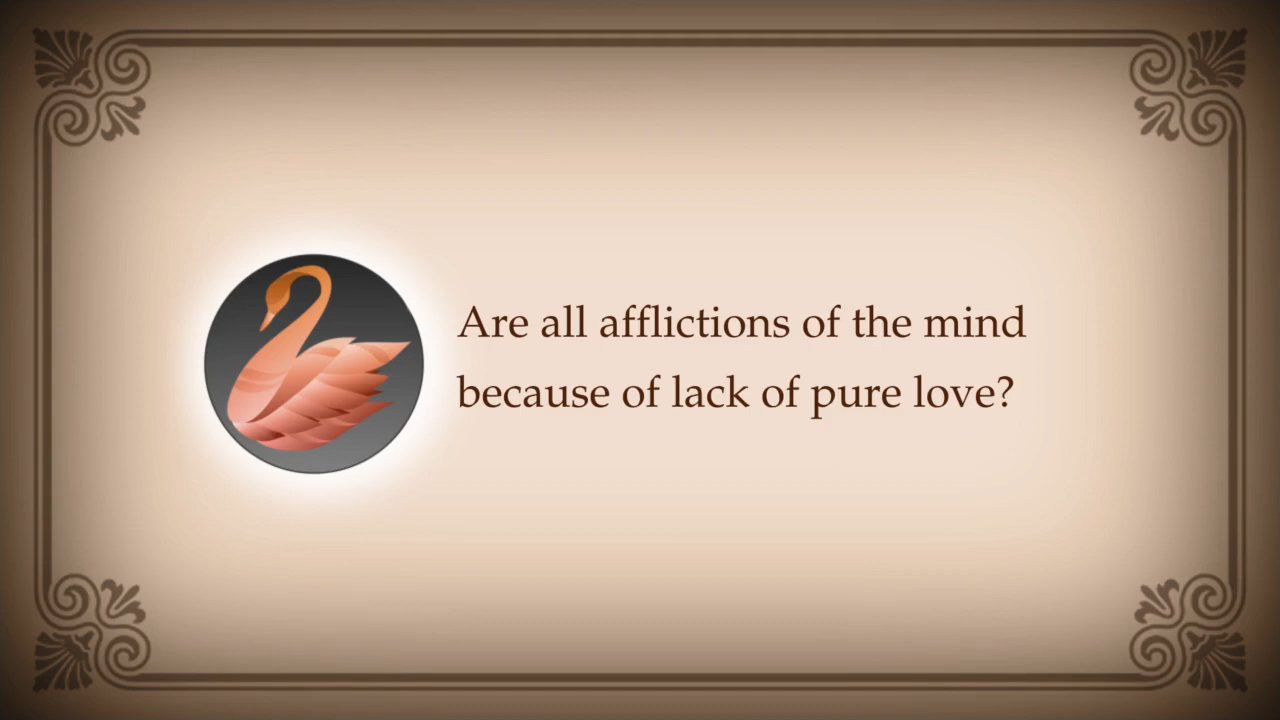 Are all afflictions of the mind
because of lack of pure love?